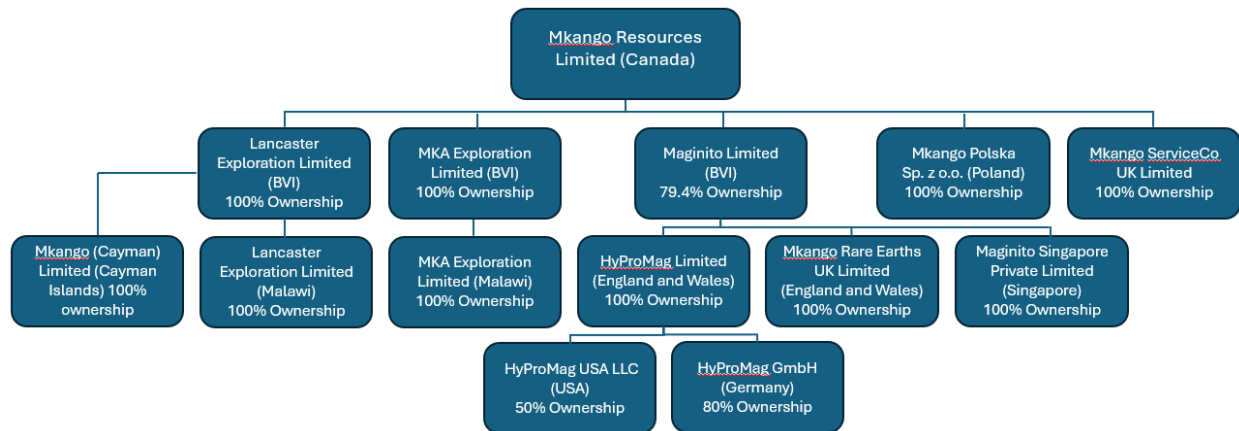 Mkango Resources
Limited (Canada)
Lancaster
Exploration Limited
(BVI)
100% Ownership
MKA Exploration
Limited (BVI)
100% Ownership
Maginito Limited
(BVI)
79.4% Ownership
Mkango Polska
Sp. z o.o. (Poland)
100% Ownership
Mkango ServiceCo
UK Limited
100% Ownership
Mkango (Cayman)
Limited (Cayman
Islands) 100%
ownership
Lancaster
Exploration Limited
(Malawi)
100% Ownership
MKA Exploration
Limited (Malawi)
100% Ownership
HyProMag Limited
(England and Wales)
100% Ownership
Mkango Rare Earths
UK Limited
(England and Wales)
100% Ownership
Maginito Singapore
Private Limited
(Singapore)
100% Ownership
HyProMag USA LLC
(USA)
50% Ownership
HyProMag GmbH
(Germany)
80% Ownership